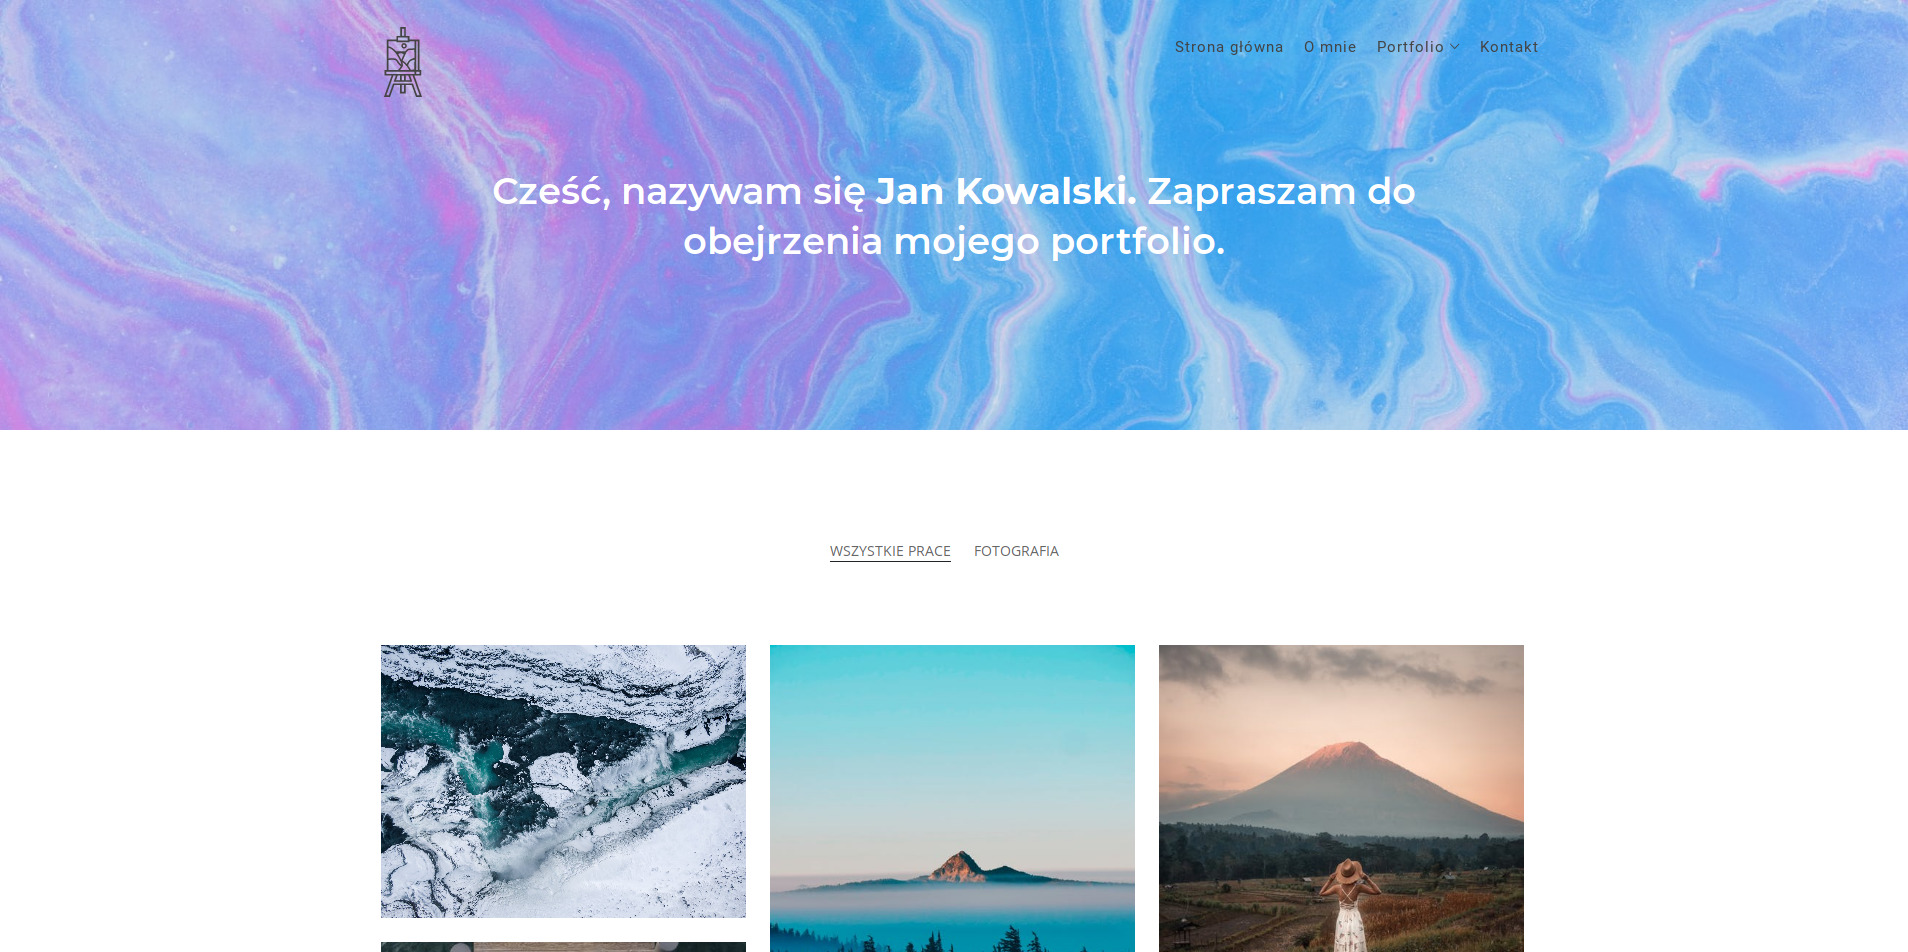 Strona główna O mnie Portfolio Kontakt
Cześć, nazywam się Jan Kowalski. Zapraszam do
obejrzenia mojego portfolio.
WSZYSTKIE PRACE FOTOGRAFIA